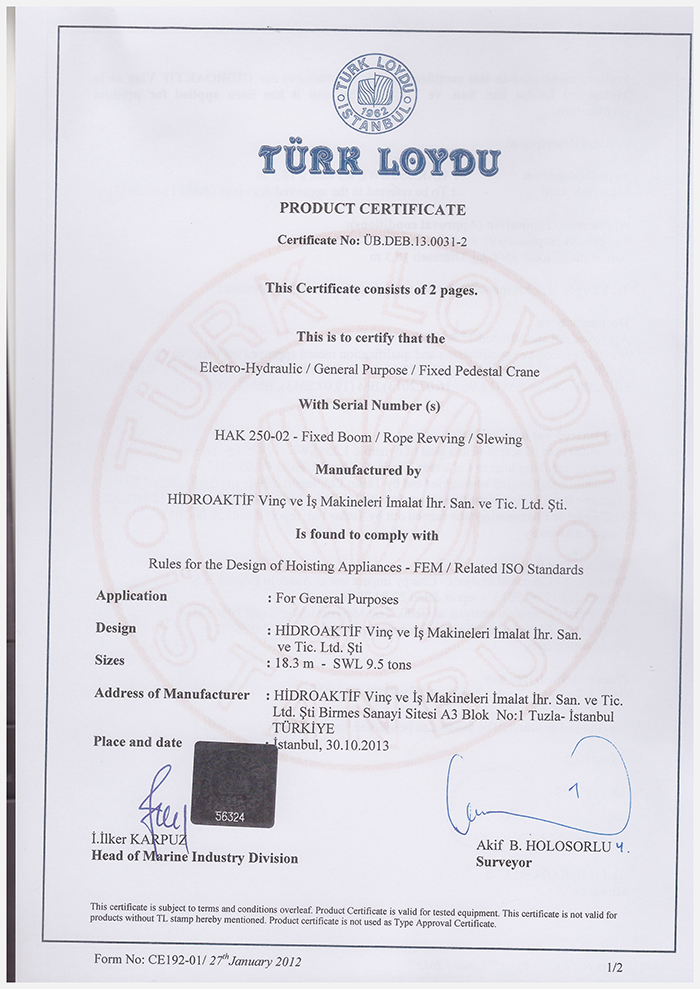 TÜRK LOYDU
1962
İSTANBUL
TÜRK LOYDU
PRODUCT CERTIFICATE
Certificate No: ÜB.DEB.13.0031-2
This Certificate consists of 2 pages.
This is to certify that the
Electro-Hydraulic / General Purpose / Fixed Pedestal Crane
With Serial Number (s)
HAK 250-02 - Fixed Boom / Rope Revving / Slewing
Manufactured by
HİDROAKTİF Vinç ve İş Makineleri İmalat İhr. San. ve Tic. Ltd. Şti.
Is found to comply with
Rules for the Design of Hoisting Appliances - FEM / Related ISO Standards
Application : For General Purposes
Design : HİDROAKTİF Vinç ve İş Makineleri İmalat İhr. San.
ve Tic. Ltd. Şti
Sizes : 18.3 m - SWL 9.5 tons
Address of Manufacturer : HİDROAKTİF Vinç ve İş Makineleri İmalat İhr. San. ve Tic.
Ltd. Şti Birmes Sanayi Sitesi A3 Blok No:1 Tuzla- İstanbul
TÜRKİYE
Place and date : İstanbul, 30.10.2013
56324
İ.İlker KARPUZ
Head of Marine Industry Division
Akif B. HOLOSORLU
Surveyor
This certificate is subject to terms and conditions overleaf. Product Certificate is valid for tested equipment. This certificate is not valid for
products without TL stamp hereby mentioned. Product certificate is not used as Type Approval Certificate.
Form No: CE192-01/ 27th January 2012
1/2